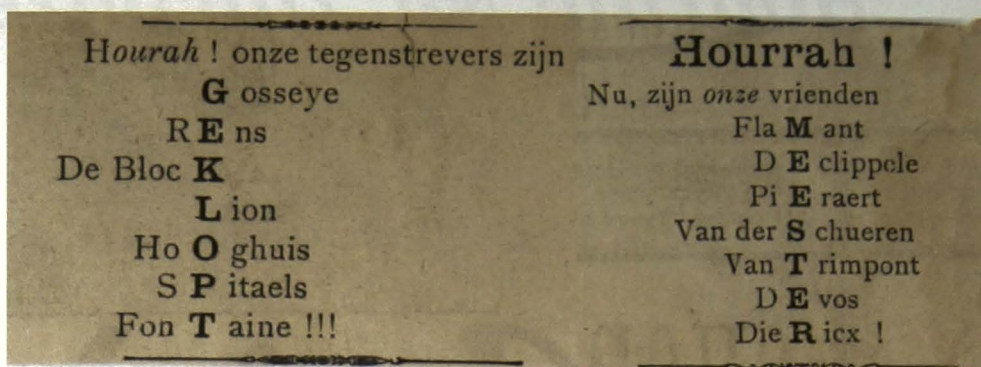 Hourah ! onze tegenstrevers zijn
G osseye
R E ns
De Bloc K
L ion
Ho O ghuis
S P itaels
Fon T aine !!!
Hourrah !
Nu, zijn onze vrienden
Fla M ant
D E clippele
Pi E raert
Van der S chueren
Van T rimpont
D E vos
Die R icx !